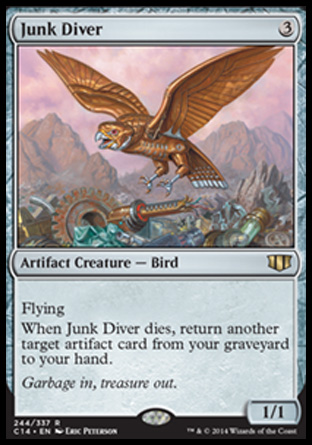 Junk Diver 3
Artifact Creature — Bird
Flying
When Junk Diver dies, return another
target artifact card from your graveyard
to your hand.
Garbage in, treasure out.
1/1
244/337 R
C14 • EN Eric Peterson
™ & © 2014 Wizards of the Coast